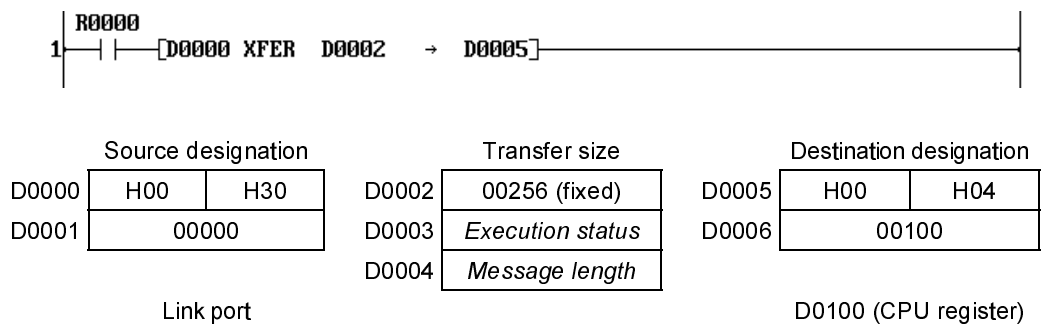 R0000
1 [D0000 XFER D0002 → D0005]
Source designation Transfer size Destination designation
D0000 H00 H30 D0002 00256 (fixed) D0005 H00 H04
D0001 00000 D0003 Execution status D0006 00100
D0004 Message length
Link port D0100 (CPU register)